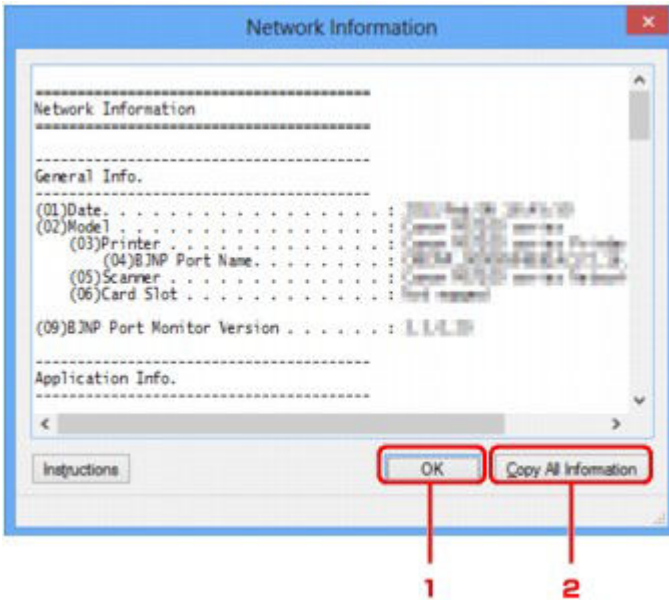 Network Information
========================================
Network Information
========================================
----------------------------------------
General Info.
----------------------------------------
(01)Date. . . . . . . . . . . . . . . . . :
(02)Model . . . . . . . . . . . . . . . . :
(03)Printer . . . . . . . . . . . . . . :
(04)BJNP Port Name. . . . . . . . . :
(05)Scanner . . . . . . . . . . . . . . :
(06)Card Slot . . . . . . . . . . . . . :
(09)BJNP Port Monitor Version . . . . . . :
----------------------------------------
Application Info.
----------------------------------------
Instructions
OK
Copy All Information
1
2